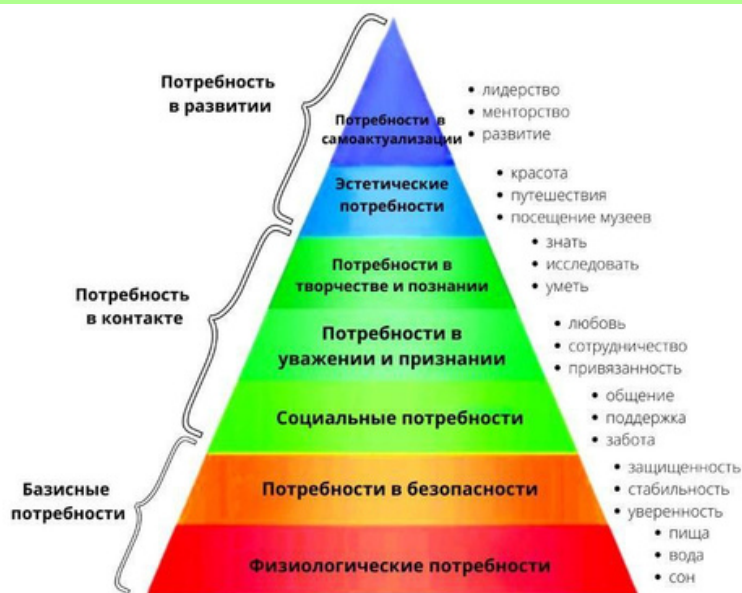 Потребность
в развитии
Потребности в
самоактуализации
• лидерство
• менторство
• развитие
Эстетические
потребности
• красота
• путешествия
• посещение музеев
Потребность
в контакте
Потребности в
творчестве и познании
• знать
• исследовать
• уметь
Потребности в
уважении и признании
• любовь
• сотрудничество
• привязанность
Социальные потребности
• общение
• поддержка
• забота
Базисные
потребности
Потребности в безопасности
• защищенность
• стабильность
• уверенность
Физиологические потребности
• пища
• вода
• сон